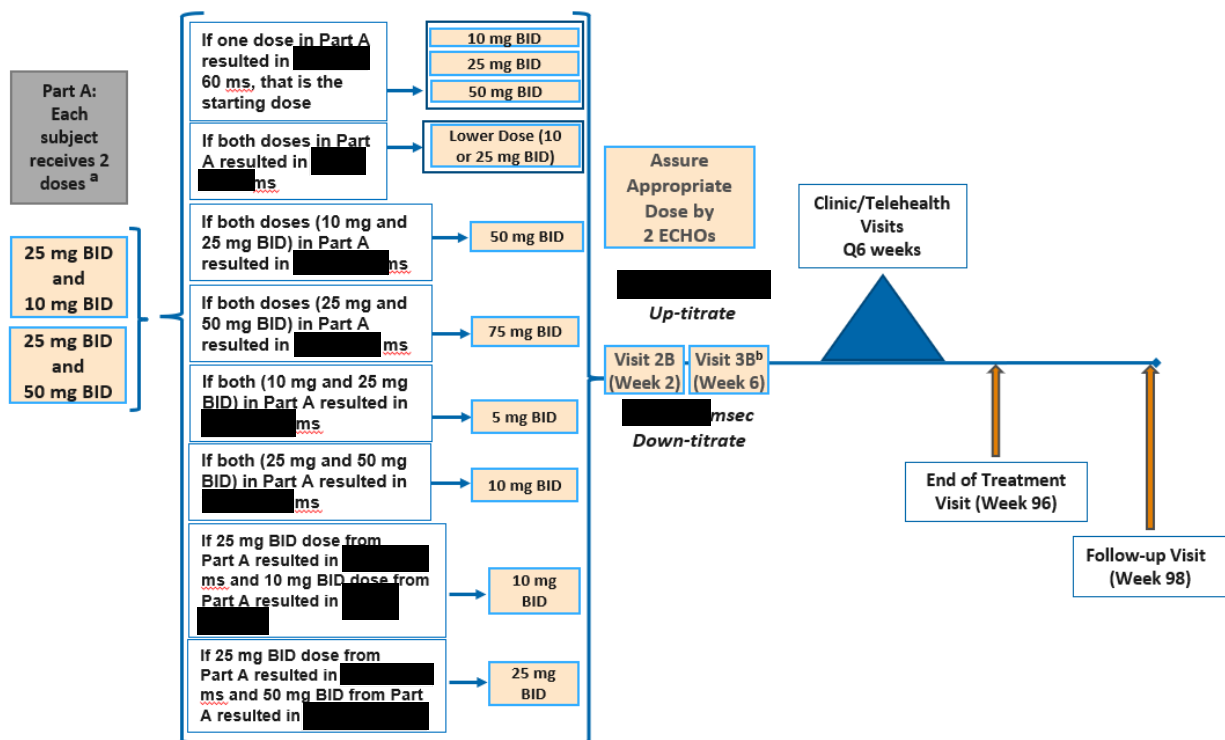 Part A:
Each
subject
receives 2
doses a
25 mg BID
and
10 mg BID
25 mg BID
and
50 mg BID
If one dose in Part A
resulted in
60 ms, that is the
starting dose
10 mg BID
25 mg BID
50 mg BID
If both doses in Part
A resulted in
ms
Lower Dose (10
or 25 mg BID)
If both doses (10 mg and
25 mg BID) in Part A
resulted in ms
50 mg BID
If both doses (25 mg and
50 mg BID) in Part A
resulted in ms
75 mg BID
If both (10 mg and 25 mg
BID) in Part A resulted in
ms
5 mg BID
If both (25 mg and 50 mg
BID) in Part A resulted in
ms
10 mg BID
If 25 mg BID dose from
Part A resulted in
ms and 10 mg BID dose from
Part A resulted in
10 mg
BID
If 25 mg BID dose from
Part A resulted in
ms and 50 mg BID from Part
A resulted in
25 mg
BID
Assure
Appropriate
Dose by
2 ECHOs
Up-titrate
Visit 2B
(Week 2)
Visit 3Bb
(Week 6)
msec
Down-titrate
Clinic/Telehealth
Visits
Q6 weeks
End of Treatment
Visit (Week 96)
Follow-up Visit
(Week 98)